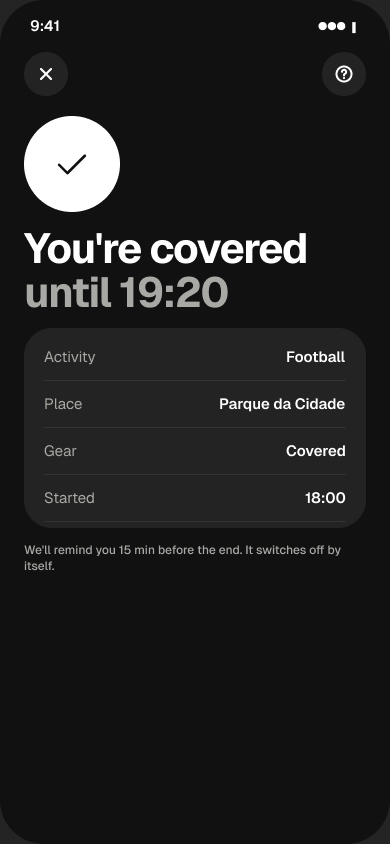 9:41
You're covered
until 19:20
Activity Football
Place Parque da Cidade
Gear Covered
Started 18:00
We'll remind you 15 min before the end. It switches off by
itself.